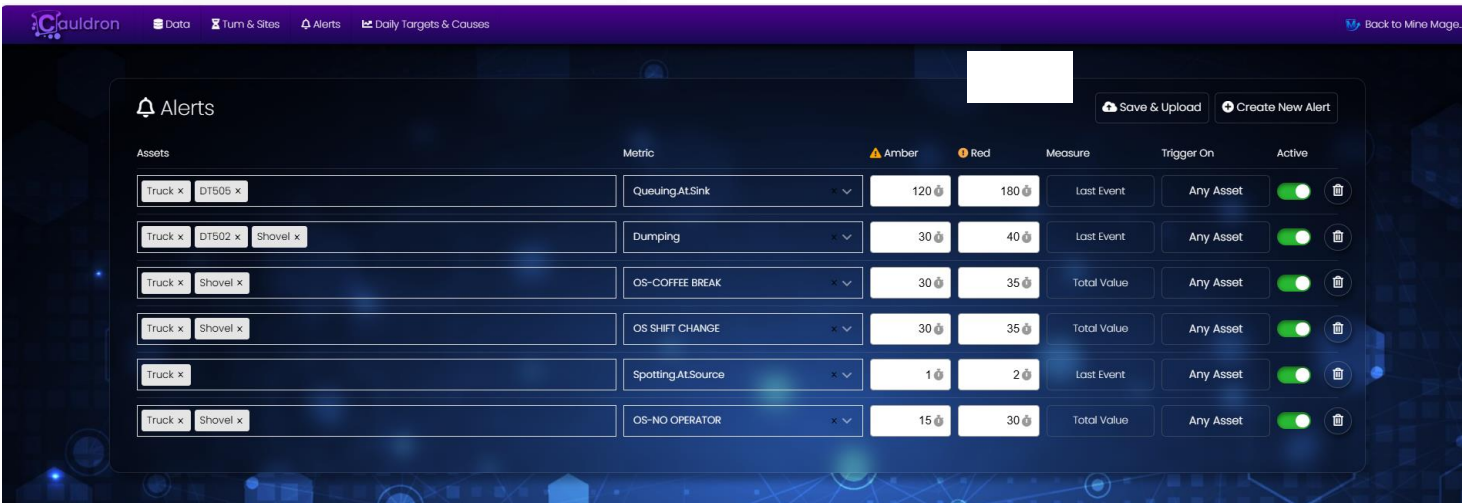 Cauldron Data Turn & Sites Alerts Daily Targets & Causes Back to Mine Mage..
Alerts Save & Upload Create New Alert
Assets Metric Amber Red Measure Trigger On Active
Truck × DT505 × Queuing.At.Sink × 120 180 Last Event Any Asset
Truck × DT502 × Shovel × Dumping × 30 40 Last Event Any Asset
Truck × Shovel × OS-COFFEE BREAK × 30 35 Total Value Any Asset
Truck × Shovel × OS SHIFT CHANGE × 30 35 Total Value Any Asset
Truck × Spotting.At.Source × 1 2 Last Event Any Asset
Truck × Shovel × OS-NO OPERATOR × 15 30 Total Value Any Asset